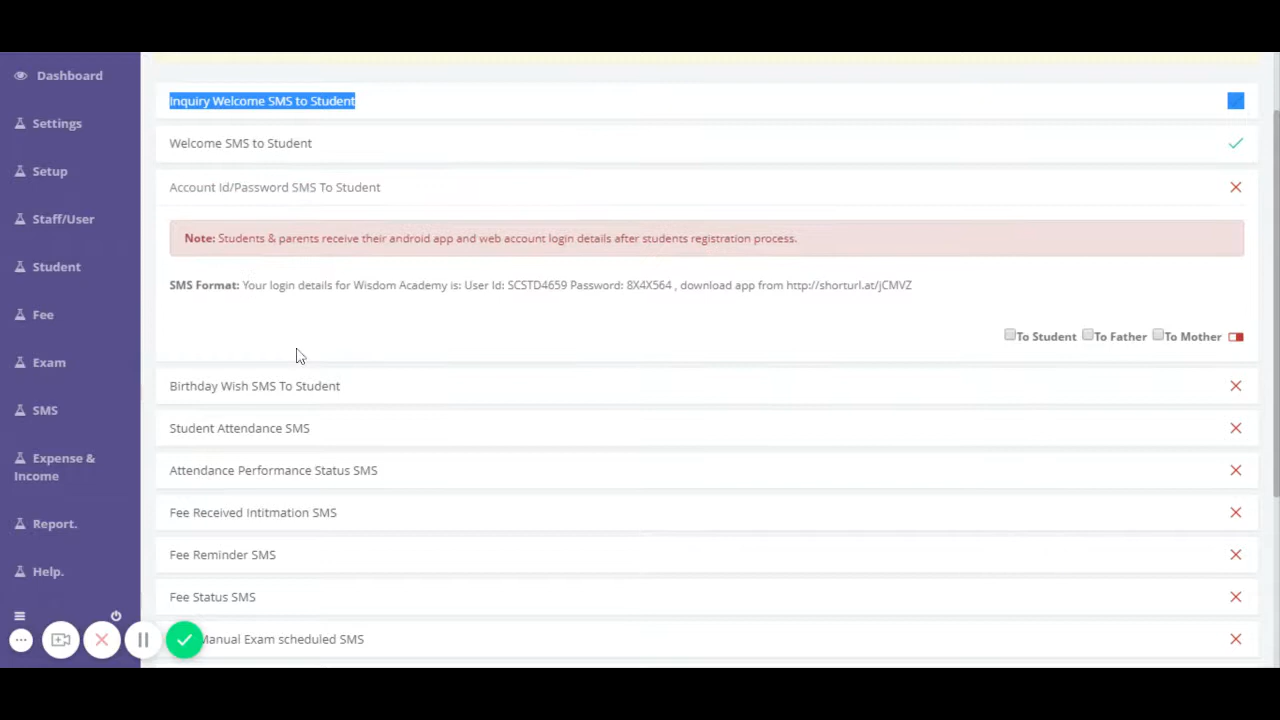 Dashboard
Settings
Setup
Staff/User
Student
Fee
Exam
SMS
Expense &
Income
Report.
Help.
Inquiry Welcome SMS to Student
Welcome SMS to Student
Account Id/Password SMS To Student
Note: Students & parents receive their android app and web account login details after students registration process.
SMS Format: Your login details for Wisdom Academy is: User Id: SCSTD4659 Password: 8X4X564 , download app from http://shorturl.at/jCMVZ
To Student To Father To Mother
Birthday Wish SMS To Student
Student Attendance SMS
Attendance Performance Status SMS
Fee Received Intitmation SMS
Fee Reminder SMS
Fee Status SMS
Manual Exam scheduled SMS